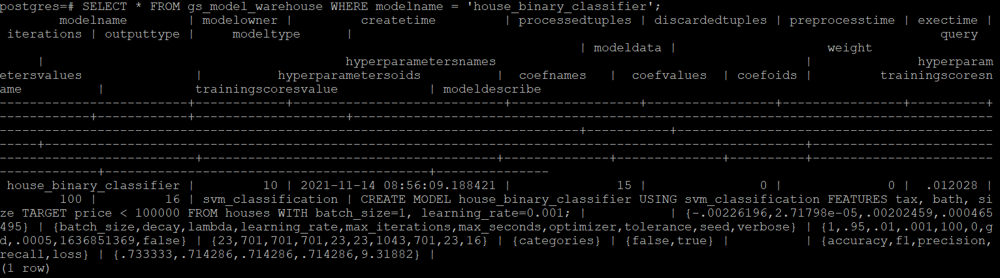 postgres=# SELECT * FROM gs_model_warehouse WHERE modelname = 'house_binary_classifier';
modelname | modelowner | createtime | processedtuples | discardedtuples | preprocesstime | exectime |
iterations | outputtype | modeltype | query
| modeldata | weight
| hyperparametersnames | hyperparam
etersvalues | hyperparametersoids | coefnames | coefvalues | coefoids | trainingscoresn
ame | trainingscoresvalue | modeldescribe
house_binary_classifier | 10 | 2021-11-14 08:56:09.188421 | 15 | 0 | 0 | .012028 |
100 | 16 | svm_classification | CREATE MODEL house_binary_classifier USING svm_classification FEATURES tax, bath, si
ze TARGET price < 100000 FROM houses WITH batch_size=1, learning_rate=0.001; | | {-.00226196,2.71798e-05,.00202459,.000465
495} | {batch_size,decay,lambda,learning_rate,max_iterations,max_seconds,optimizer,tolerance,seed,verbose} | {1,.95,.01,.001,100,0,g
d,.0005,1636851369,false} | {23,701,701,701,23,23,1043,701,23,16} | {categories} | {false,true} | | {accuracy,f1,precision,
recall,loss} | {.733333,.714286,.714286,.714286,9.31882} |
(1 row)